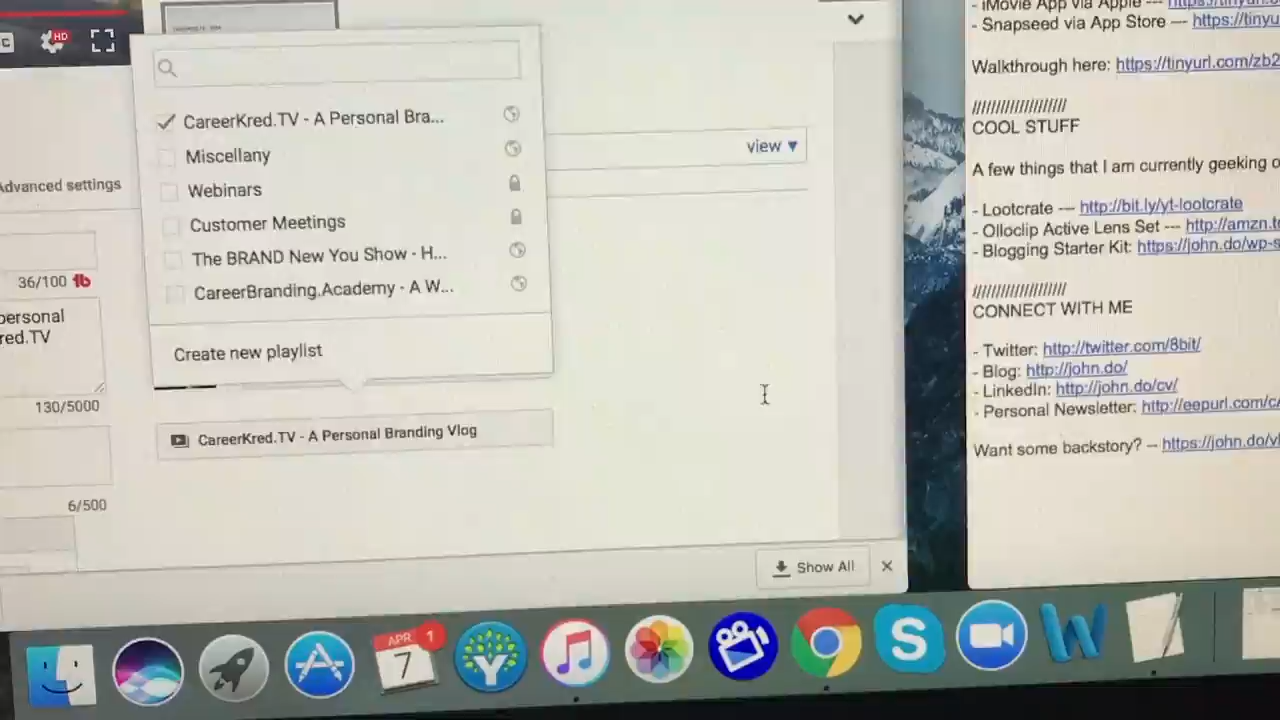 HD
CareerKred.TV - A Personal Bra...
Miscellany
Webinars
Customer Meetings
The BRAND New You Show - H...
CareerBranding.Academy - A W...
Create new playlist
CareerKred.TV - A Personal Branding Vlog
view ▼
Advanced settings
36/100
personal
red.TV
130/5000
6/500
Show All
- iMovie App via Apple ---
- Snapseed via App Store --- https://tiny
Walkthrough here: https://tinyurl.com/zb2
////////////////////
COOL STUFF
A few things that I am currently geeking o
- Lootcrate --- http://bit.ly/yt-lootcrate
- Olloclip Active Lens Set --- http://amzn.t
- Blogging Starter Kit: https://john.do/wp-s
////////////////////
CONNECT WITH ME
- Twitter: http://twitter.com/8bit/
- Blog: http://john.do/
- LinkedIn: http://john.do/cv/
- Personal Newsletter: http://eepurl.com/c
Want some backstory? -- https://john.do/vl
APR 1
7
Y
S
W